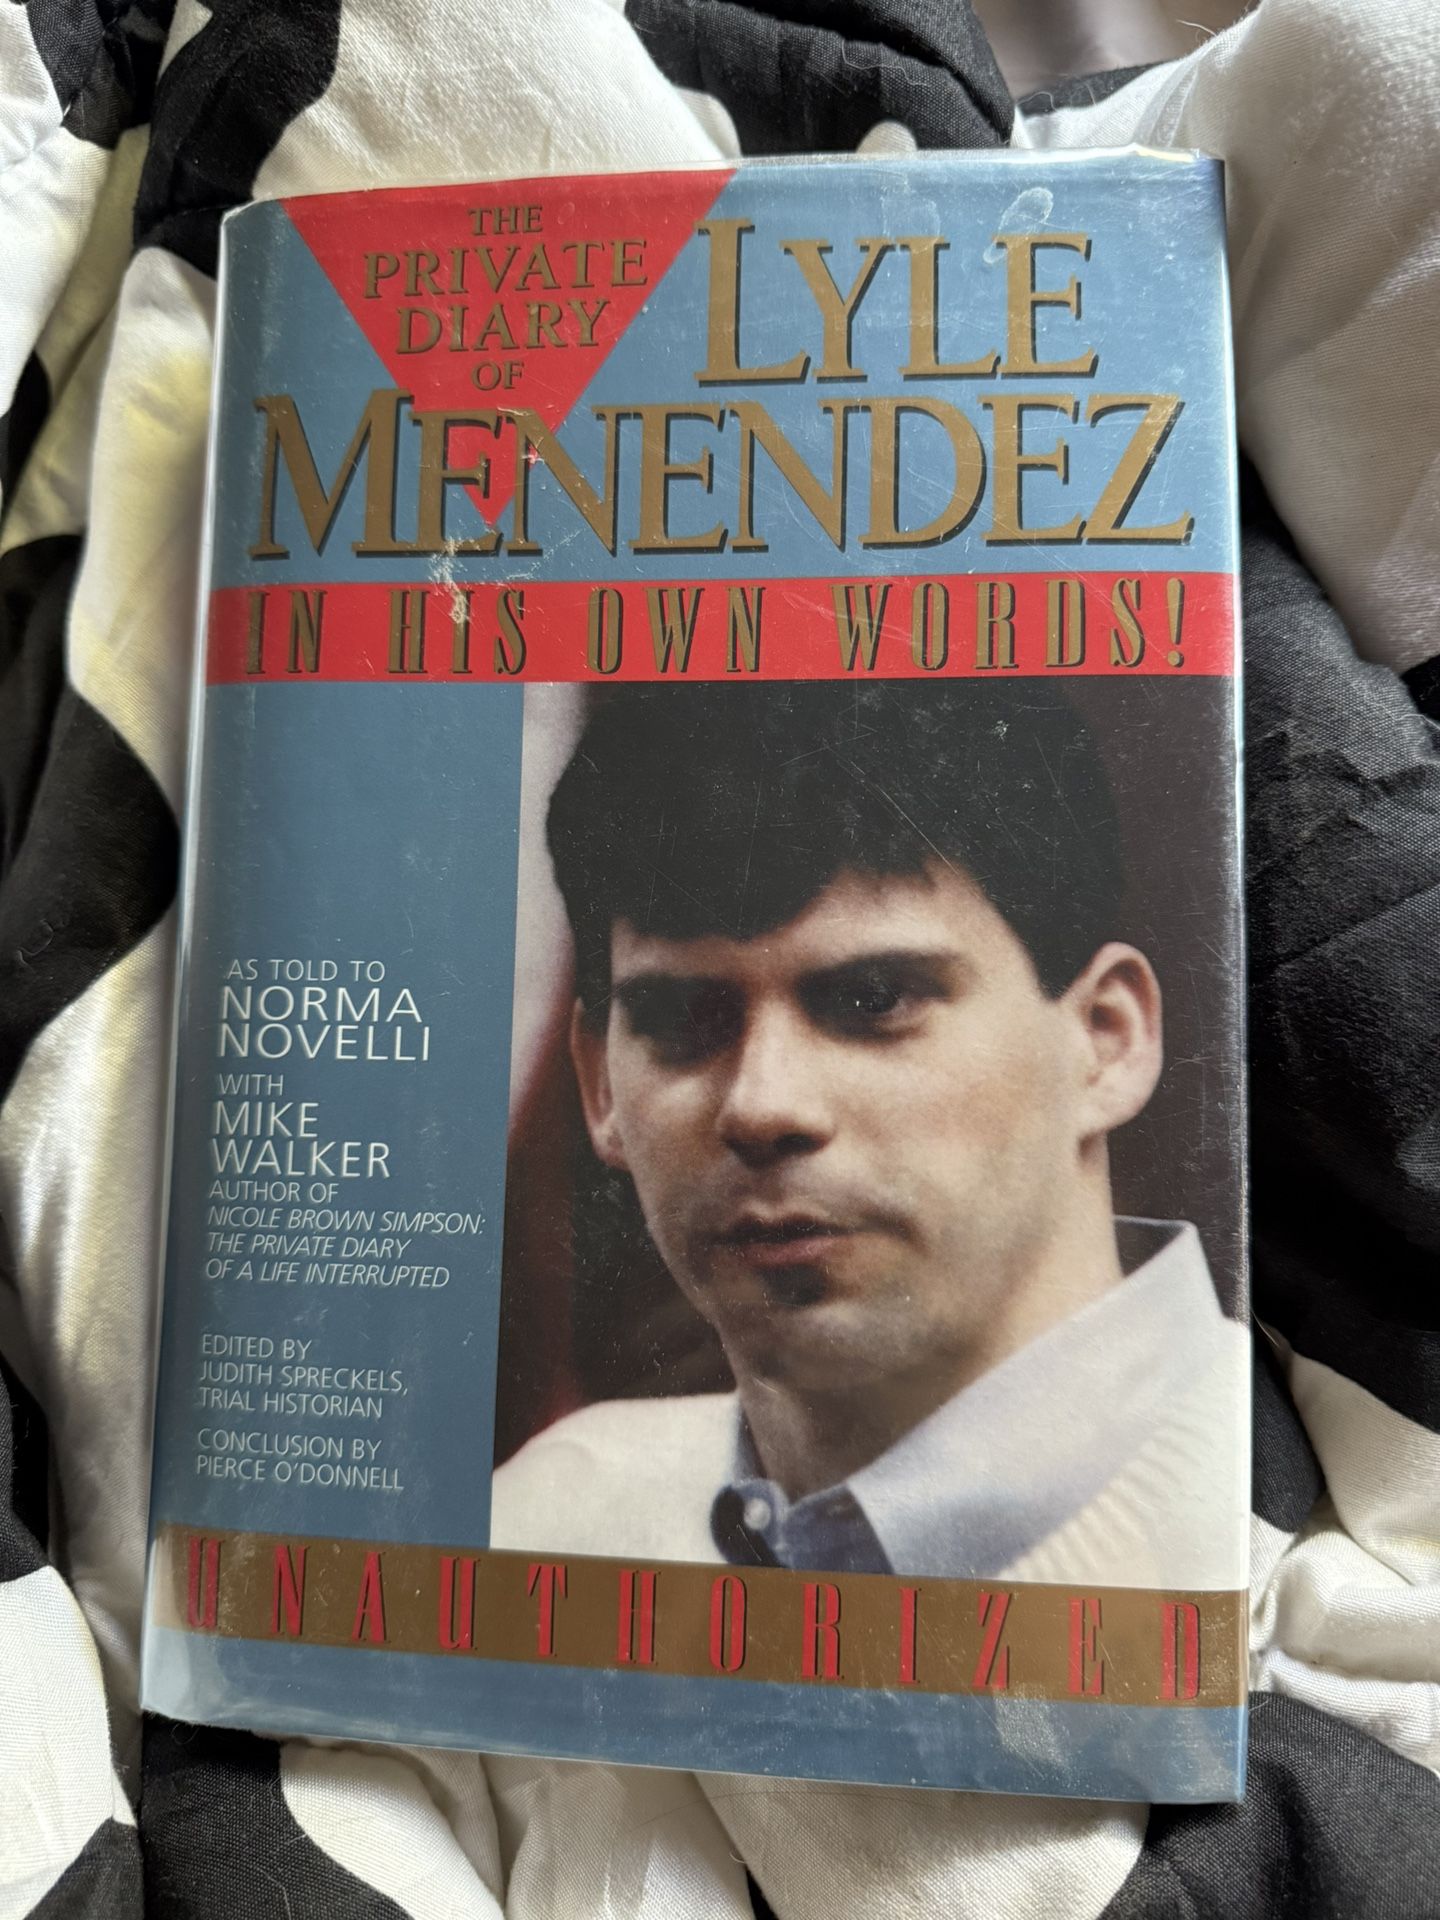 THE
PRIVATE
DIARY
OF
LYLE
MENENDEZ
IN HIS OWN WORDS!
AS TOLD TO
NORMA
NOVELLI
WITH
MIKE
WALKER
AUTHOR OF
NICOLE BROWN SIMPSON:
THE PRIVATE DIARY
OF A LIFE INTERRUPTED
EDITED BY
JUDITH SPRECKELS,
TRIAL HISTORIAN
CONCLUSION BY
PIERCE O'DONNELL
UNAUTHORIZED